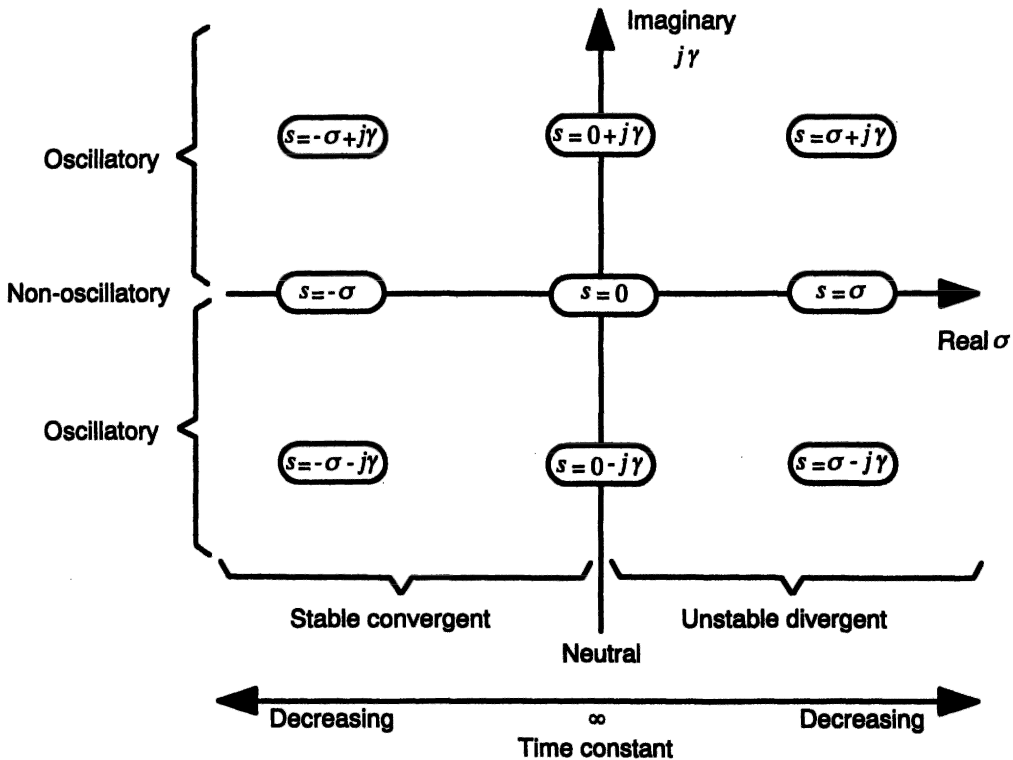 Imaginary
jγ
s=-σ+jγ
s=0+jγ
s=σ+jγ
Oscillatory
Non-oscillatory
s=-σ
s=0
s=σ
Real σ
Oscillatory
s=-σ-jγ
s=0-jγ
s=σ-jγ
Stable convergent
Unstable divergent
Neutral
Decreasing
∞
Decreasing
Time constant